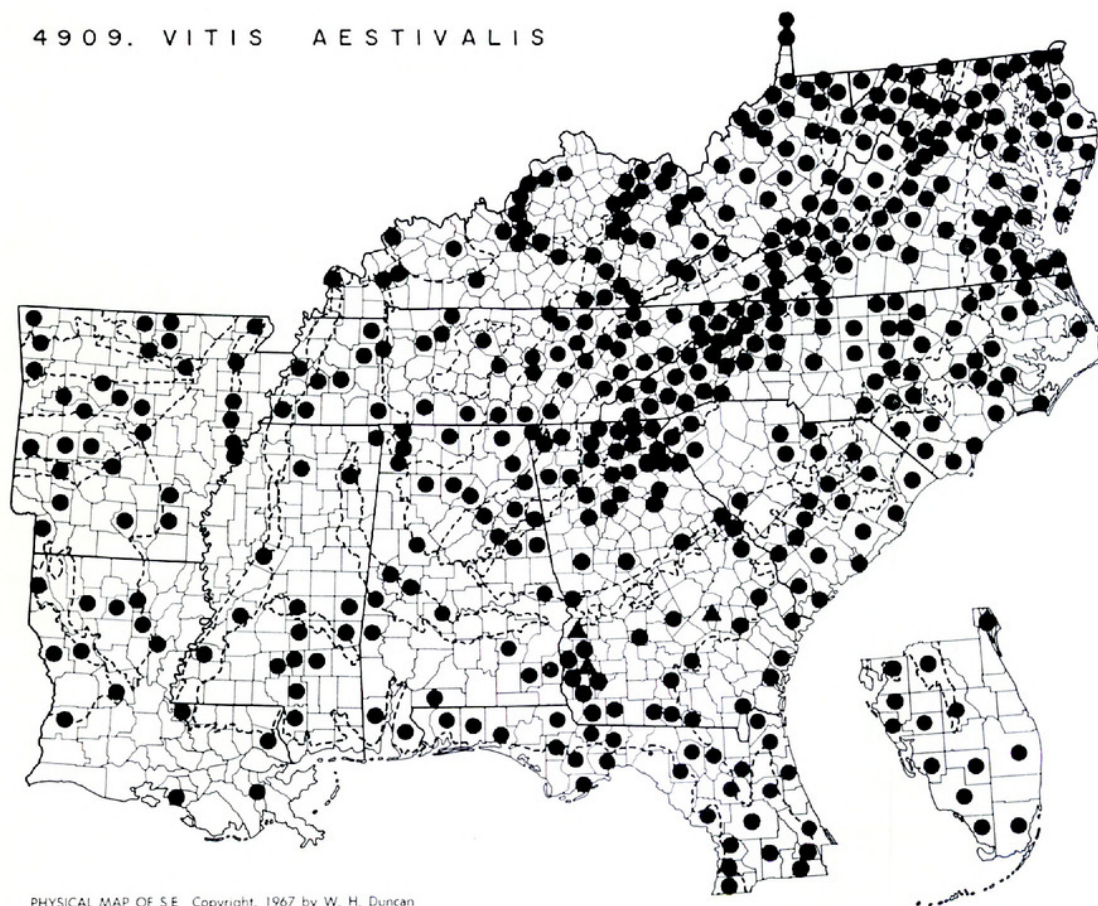 4909. VITIS AESTIVALIS
PHYSICAL MAP OF S.E. Copyright, 1967 by W. H. Duncan